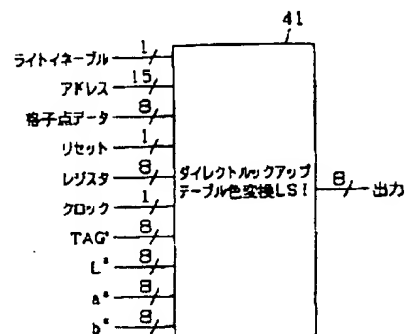 41
ライトイネーブル 1
アドレス 15
格子点データ 8
リセット 1
レジスタ 8
クロック 1
TAG* 8
L* 8
a* 8
b* 8
ダイレクトルックアップ
テーブル色変換LSI
8 出力